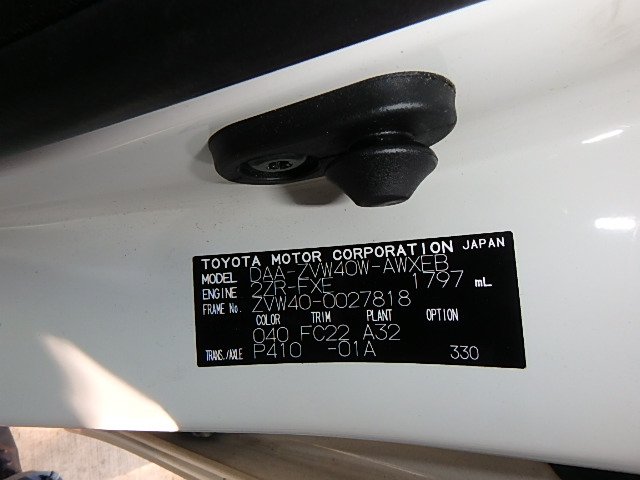 TOYOTA MOTOR CORPORATION JAPAN
MODEL DAA-ZVW40W-AWXEB
ENGINE 2ZR-FXE 1797 mL
FRAME No. ZVW40-0027818
COLOR TRIM PLANT OPTION
040 FC22 A32
TRANS./AXLE P410 -01A 330